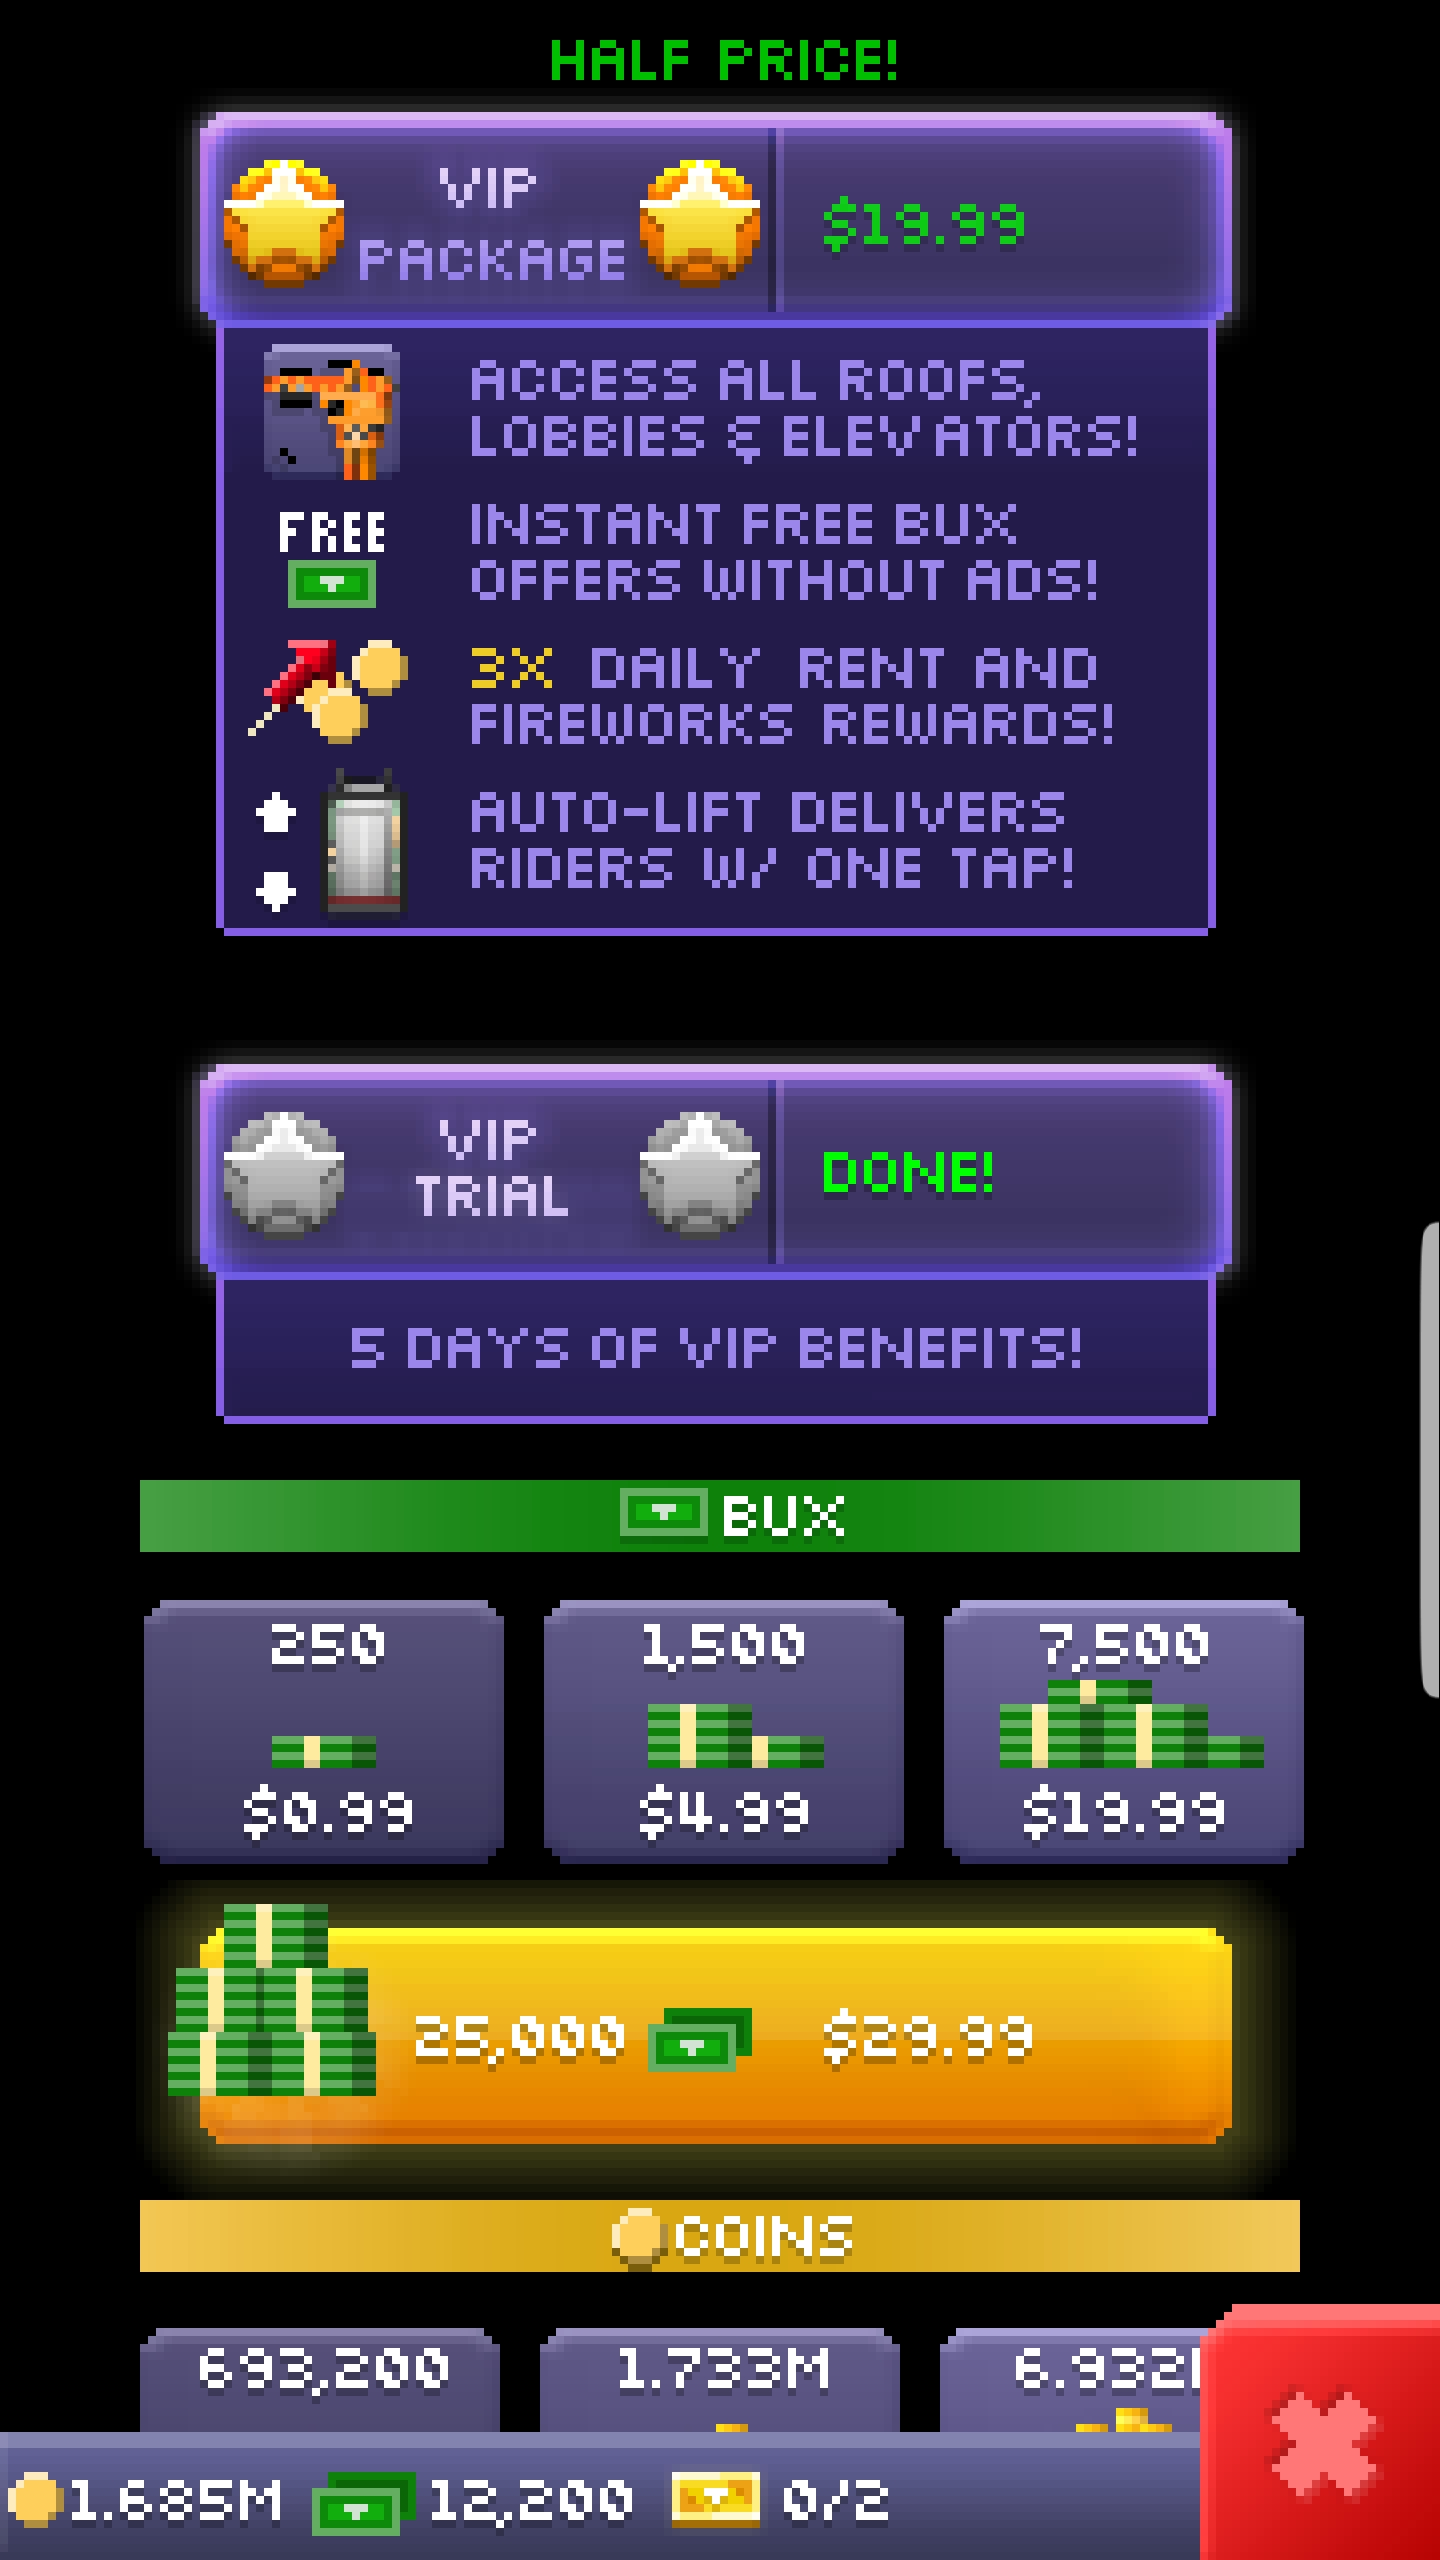 HALF PRICE!
VIP
PACKAGE
$19.99
ACCESS ALL ROOFS,
LOBBIES & ELEVATORS!
FREE
INSTANT FREE BUX
OFFERS WITHOUT ADS!
3X DAILY RENT AND
FIREWORKS REWARDS!
AUTO-LIFT DELIVERS
RIDERS W/ ONE TAP!
VIP
TRIAL
DONE!
5 DAYS OF VIP BENEFITS!
BUX
250
$0.99
1,500
$4.99
7,500
$19.99
25,000
$29.99
COINS
693,200
1.733M
6.932
1.685M
12,200
0/2